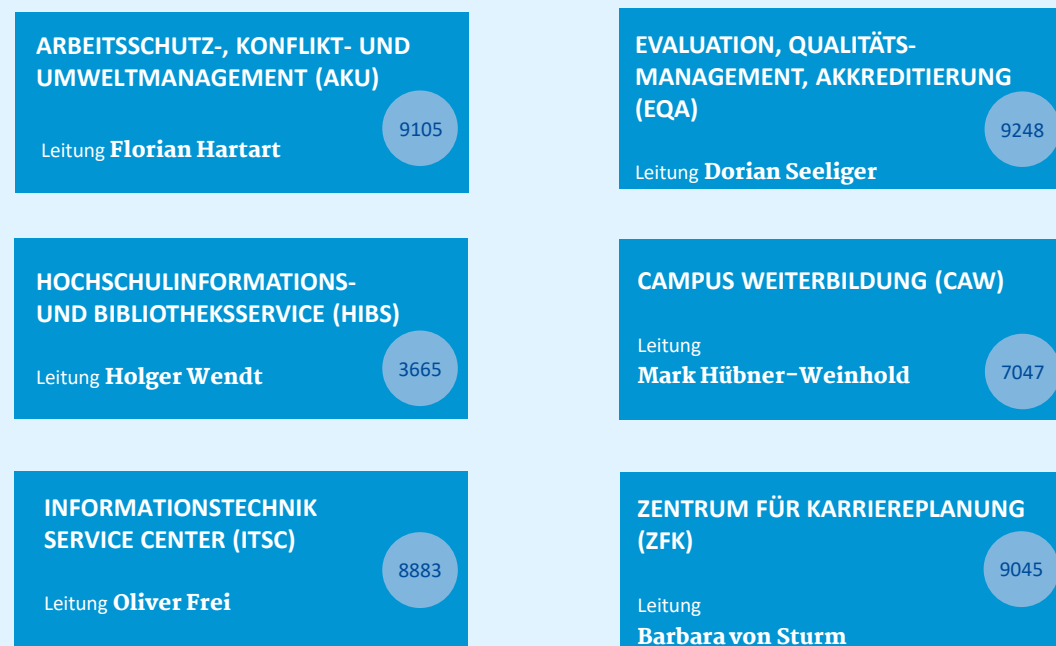 ARBEITSSCHUTZ-, KONFLIKT- UND
UMWELTMANAGEMENT (AKU)
9105
Leitung Florian Hartart
EVALUATION, QUALITÄTS-
MANAGEMENT, AKKREDITIERUNG
(EQA)
9248
Leitung Dorian Seeliger
HOCHSCHULINFORMATIONS-
UND BIBLIOTHEKSSERVICE (HIBS)
3665
Leitung Holger Wendt
CAMPUS WEITERBILDUNG (CAW)
Leitung
Mark Hübner-Weinhold
7047
INFORMATIONSTECHNIK
SERVICE CENTER (ITSC)
8883
Leitung Oliver Frei
ZENTRUM FÜR KARRIEREPLANUNG
(ZFK)
9045
Leitung
Barbara von Sturm